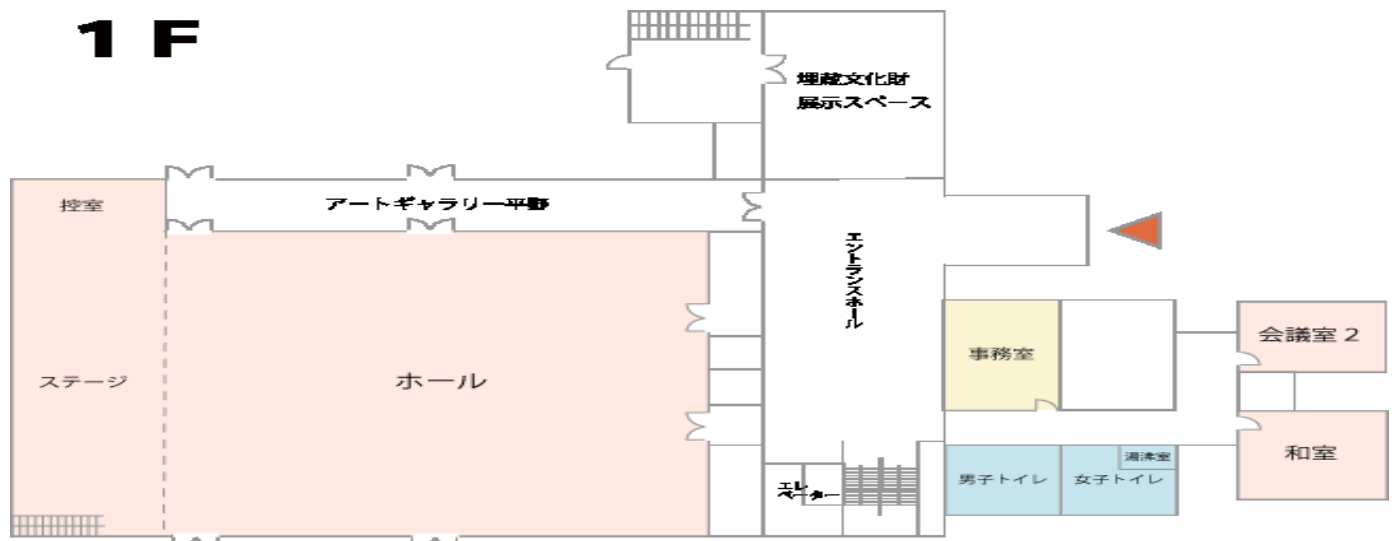 1 F
埋蔵文化財
展示スペース
控室
アートギャラリー平野
エントランスホール
会議室 2
事務室
ステージ
ホール
和室
湯沸室
男子トイレ
女子トイレ
エレ
ベーター